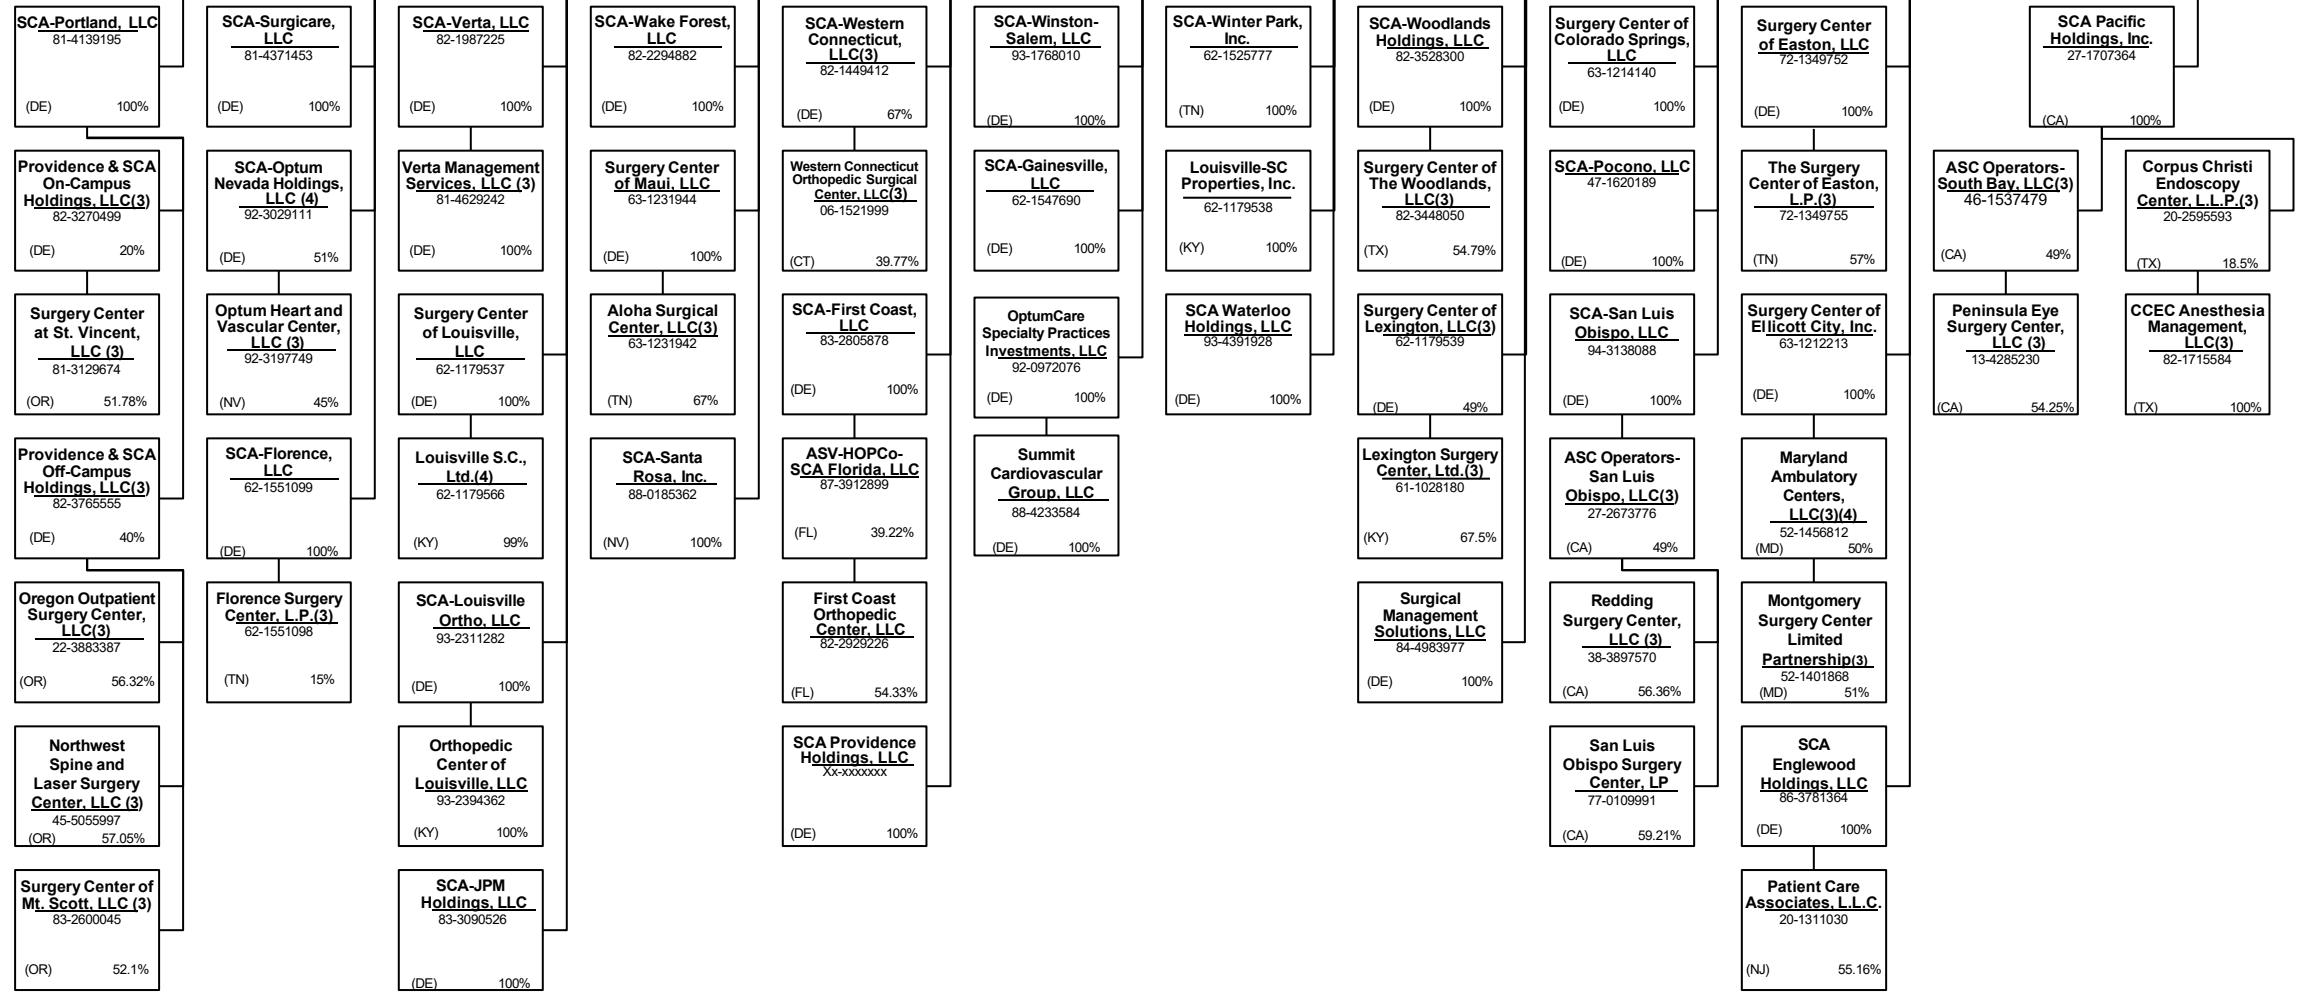 SCA-Portland, LLC
81-4139195
(DE) 100%
Providence & SCA
On-Campus
Holdings, LLC(3)
82-3270499
(DE) 20%
Surgery Center
at St. Vincent,
LLC (3)
81-3129674
(OR) 51.78%
Providence & SCA
Off-Campus
Holdings, LLC(3)
82-3765555
(DE) 40%
Oregon Outpatient
Surgery Center,
LLC(3)
22-3883387
(OR) 56.32%
Northwest
Spine and
Laser Surgery
Center, LLC (3)
45-5055997
(OR) 57.05%
Surgery Center of
Mt. Scott, LLC (3)
83-2600045
(OR) 52.1%
SCA-Surgicare,
LLC
81-4371453
(DE) 100%
SCA-Optum
Nevada Holdings,
LLC (4)
92-3029111
(DE) 51%
Optum Heart and
Vascular Center,
LLC (3)
92-3197749
(NV) 45%
SCA-Florence,
LLC
62-1551099
(DE) 100%
Florence Surgery
Center, L.P.(3)
62-1551098
(TN) 15%
SCA-Verta, LLC
82-1987225
(DE) 100%
Verta Management
Services, LLC (3)
81-4629242
(DE) 100%
Surgery Center
of Louisville,
LLC
62-1179537
(DE) 100%
Louisville S.C.,
Ltd.(4)
62-1179566
(KY) 99%
SCA-Louisville
Ortho, LLC
93-2311282
(DE) 100%
Orthopedic
Center of
Louisville, LLC
93-2394362
(KY) 100%
SCA-JPM
Holdings, LLC
83-3090526
(DE) 100%
SCA-Wake Forest,
LLC
82-2294882
(DE) 100%
Surgery Center
of Maui, LLC
63-1231944
(DE) 100%
Aloha Surgical
Center, LLC(3)
63-1231942
(TN) 67%
SCA-Santa
Rosa, Inc.
88-0185362
(NV) 100%
SCA-Western
Connecticut,
LLC(3)
82-1449412
(DE) 67%
Western Connecticut
Orthopedic Surgical
Center, LLC(3)
06-1521999
(CT) 39.77%
SCA-First Coast,
LLC
83-2805878
(DE) 100%
ASV-HOPCo-
SCA Florida, LLC
87-3912899
(FL) 39.22%
First Coast
Orthopedic
Center, LLC
82-2929226
(FL) 54.33%
SCA Providence
Holdings, LLC
Xx-xxxxxxx
(DE) 100%
SCA-Winston-
Salem, LLC
93-1768010
(DE) 100%
SCA-Gainesville,
LLC
62-1547690
(DE) 100%
OptumCare
Specialty Practices
Investments, LLC
92-0972076
(DE) 100%
Summit
Cardiovascular
Group, LLC
88-4233584
(DE) 100%
SCA-Winter Park,
Inc.
62-1525777
(TN) 100%
Louisville-SC
Properties, Inc.
62-1179538
(KY) 100%
SCA Waterloo
Holdings, LLC
93-4391928
(DE) 100%
SCA-Woodlands
Holdings, LLC
82-3528300
(DE) 100%
Surgery Center of
The Woodlands,
LLC(3)
82-3448050
(TX) 54.79%
Surgery Center of
Lexington, LLC(3)
62-1179539
(DE) 49%
Lexington Surgery
Center, Ltd.(3)
61-1028180
(KY) 67.5%
Surgical
Management
Solutions, LLC
84-4983977
(DE) 100%
Surgery Center of
Colorado Springs,
LLC
63-1214140
(DE) 100%
SCA-Pocono, LLC
47-1620189
(DE) 100%
SCA-San Luis
Obispo, LLC
94-3138088
(DE) 100%
ASC Operators-
San Luis
Obispo, LLC(3)
27-2673776
(CA) 49%
Redding
Surgery Center,
LLC (3)
38-3897570
(CA) 56.36%
San Luis
Obispo Surgery
Center, LP
77-0109991
(CA) 59.21%
Surgery Center
of Easton, LLC
72-1349752
(DE) 100%
The Surgery
Center of Easton,
L.P.(3)
72-1349755
(TN) 57%
Surgery Center of
Ellicott City, Inc.
63-1212213
(DE) 100%
Maryland
Ambulatory
Centers,
LLC(3)(4)
52-1456812
(MD) 50%
Montgomery
Surgery Center
Limited
Partnership(3)
52-1401868
(MD) 51%
SCA
Englewood
Holdings, LLC
86-3781364
(DE) 100%
Patient Care
Associates, L.L.C.
20-1311030
(NJ) 55.16%
SCA Pacific
Holdings, Inc.
27-1707364
(CA) 100%
ASC Operators-
South Bay, LLC(3)
46-1537479
(CA) 49%
Peninsula Eye
Surgery Center,
LLC (3)
13-4285230
(CA) 54.25%
Corpus Christi
Endoscopy
Center, L.L.P.(3)
20-2595593
(TX) 18.5%
CCEC Anesthesia
Management,
LLC(3)
82-1715584
(TX) 100%